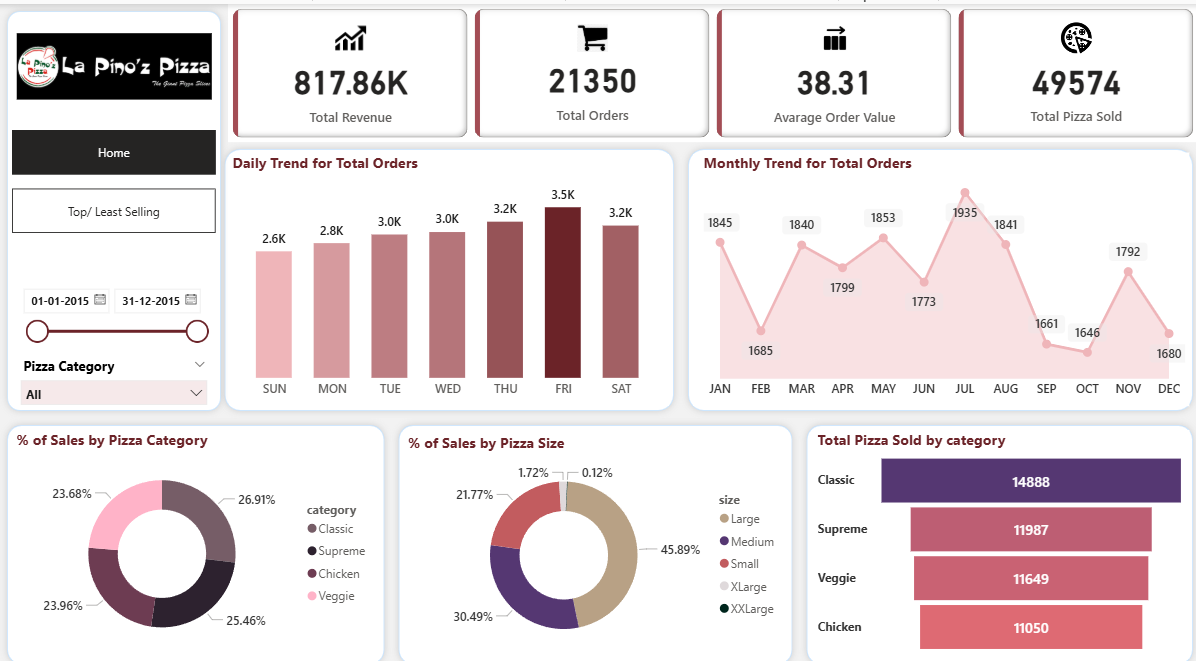 La Pino'z
Pizza
La Pino'z Pizza
The Giant Pizza Slices
Home
Top/ Least Selling
01-01-2015
31-12-2015
Pizza Category
All
817.86K
Total Revenue
21350
Total Orders
38.31
Avarage Order Value
49574
Total Pizza Sold
Daily Trend for Total Orders
2.6K
2.8K
3.0K
3.0K
3.2K
3.5K
3.2K
SUN
MON
TUE
WED
THU
FRI
SAT
Monthly Trend for Total Orders
1845
1685
1840
1799
1853
1773
1935
1841
1661
1646
1792
1680
JAN
FEB
MAR
APR
MAY
JUN
JUL
AUG
SEP
OCT
NOV
DEC
% of Sales by Pizza Category
23.68%
26.91%
23.96%
25.46%
category
Classic
Supreme
Chicken
Veggie
% of Sales by Pizza Size
1.72%
0.12%
21.77%
45.89%
30.49%
size
Large
Medium
Small
XLarge
XXLarge
Total Pizza Sold by category
Classic
14888
Supreme
11987
Veggie
11649
Chicken
11050